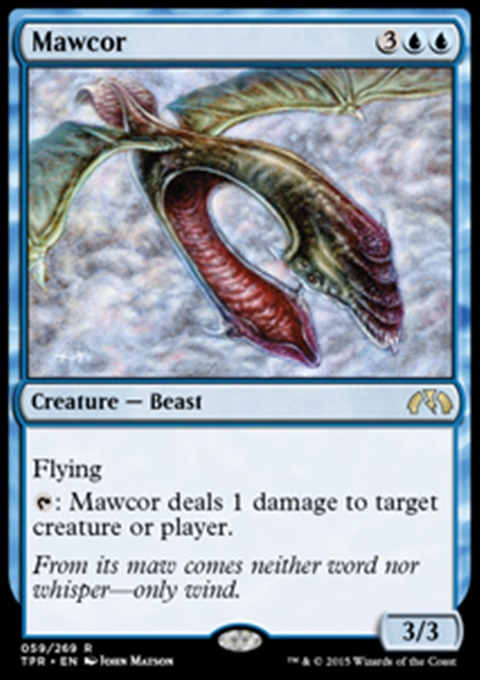 Mawcor 3
Creature — Beast
Flying
: Mawcor deals 1 damage to target
creature or player.
From its maw comes neither word nor
whisper—only wind.
3/3
059/269 R
TPR • EN John Matson
™ & © 2015 Wizards of the Coast